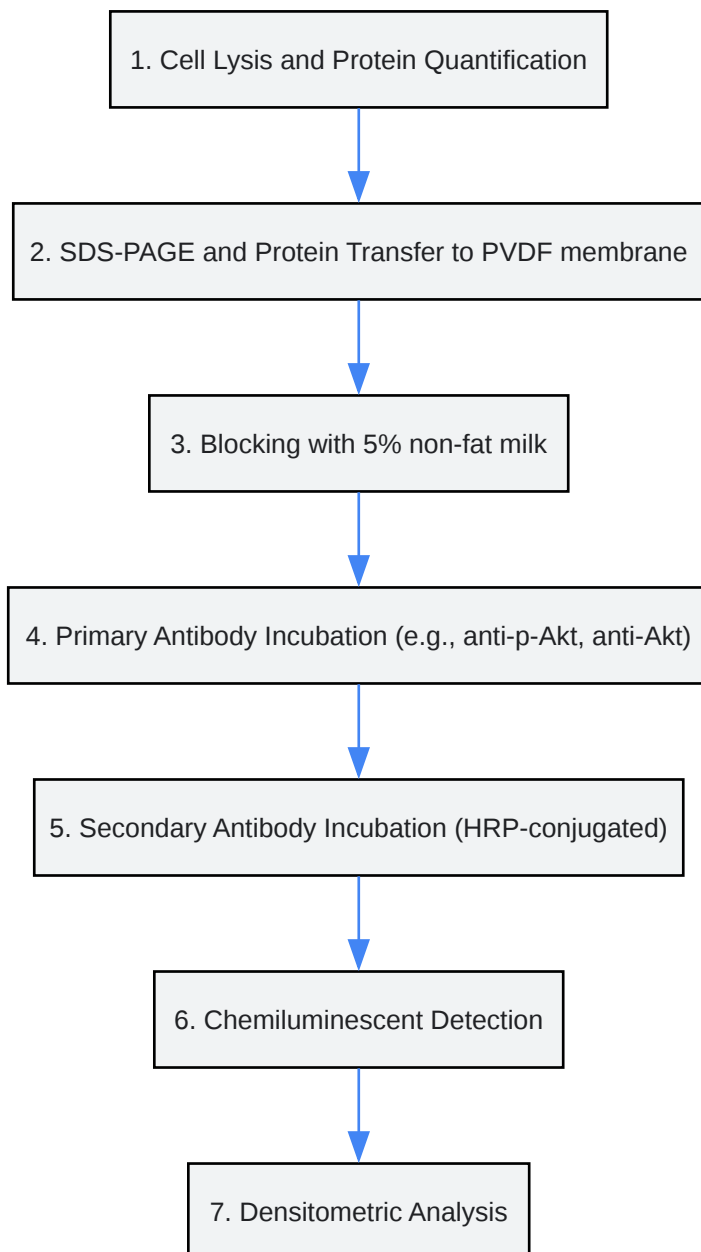 1. Cell Lysis and Protein Quantification
2. SDS-PAGE and Protein Transfer to PVDF membrane
3. Blocking with 5% non-fat milk
4. Primary Antibody Incubation (e.g., anti-p-Akt, anti-Akt)
5. Secondary Antibody Incubation (HRP-conjugated)
6. Chemiluminescent Detection
7. Densitometric Analysis